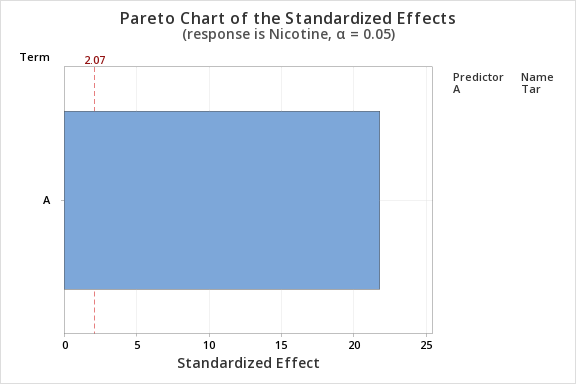 Pareto Chart of the Standardized Effects
(response is Nicotine, α = 0.05)
Term
2.07
Predictor Name
A Tar
A
0 5 10 15 20 25
Standardized Effect